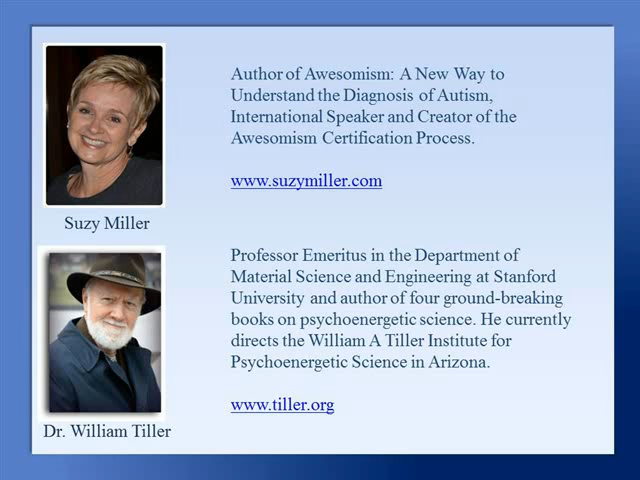 Author of Awesomism: A New Way to
Understand the Diagnosis of Autism,
International Speaker and Creator of the
Awesomism Certification Process.
www.suzymiller.com
Suzy Miller
Professor Emeritus in the Department of
Material Science and Engineering at Stanford
University and author of four ground-breaking
books on psychoenergetic science. He currently
directs the William A Tiller Institute for
Psychoenergetic Science in Arizona.
www.tiller.org
Dr. William Tiller